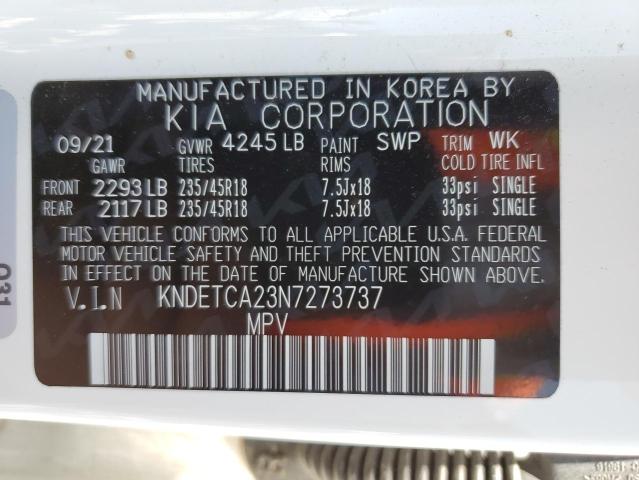 MANUFACTURED IN KOREA BY
KIA CORPORATION
09/21 GVWR 4245 LB PAINT SWP TRIM WK
GAWR TIRES RIMS COLD TIRE INFL
FRONT 2293 LB 235/45R18 7.5Jx18 33psi SINGLE
REAR 2117 LB 235/45R18 7.5Jx18 33psi SINGLE
THIS VEHICLE CONFORMS TO ALL APPLICABLE U.S.A. FEDERAL
MOTOR VEHICLE SAFETY AND THEFT PREVENTION STANDARDS
IN EFFECT ON THE DATE OF MANUFACTURE SHOWN ABOVE.
V.I.N KNDETCA23N7273737
MPV
031